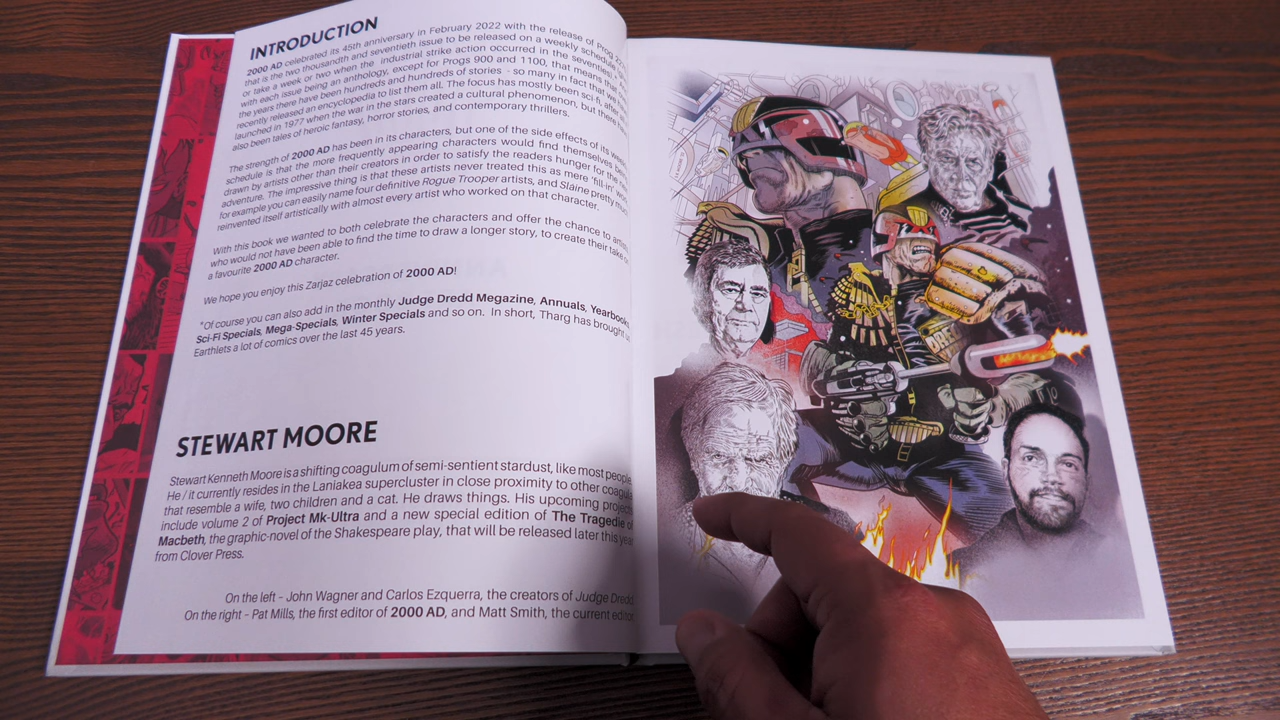 INTRODUCTION
2000 AD celebrated its 45th anniversary in February 2022 with the release of Prog
that is the two thousandth and seventieth issue to be released on a weekly schedule
or take a week or two when the industrial strike action occurred in the seventies).
with each issue being an anthology, except for Progs 900 and 1100, that means that
the years there have been hundreds and hundreds of stories - so many in fact that we
recently released an encyclopedia to list them all. The focus has mostly been sci-fi, after
launched in 1977 when the war in the stars created a cultural phenomenon, but there
also been tales of heroic fantasy, horror stories, and contemporary thrillers.
The strength of 2000 AD has been in its characters, but one of the side effects of its
schedule is that the more frequently appearing characters would find themselves
drawn by artists other than their creators in order to satisfy the readers hunger for the
adventure. The impressive thing is that these artists never treated this as mere 'fill-in'
for example you can easily name four definitive Rogue Trooper artists, and Sláine pretty much
reinvented itself artistically with almost every artist who worked on that character.
With this book we wanted to both celebrate the characters and offer the chance to
who would not have been able to find the time to draw a longer story, to create their take
a favourite 2000 AD character.
We hope you enjoy this Zarjaz celebration of 2000 AD!
*Of course you can also add in the monthly Judge Dredd Megazine, Annuals, Yearbooks,
Sci-Fi Specials, Mega-Specials, Winter Specials and so on. In short, Tharg has brought
Earthlets a lot of comics over the last 45 years.
STEWART MOORE
Stewart Kenneth Moore is a shifting coagulum of semi-sentient stardust, like most people.
He / it currently resides in the Laniakea supercluster in close proximity to other coagula
that resemble a wife, two children and a cat. He draws things. His upcoming projects
include volume 2 of Project Mk-Ultra and a new special edition of The Tragedie of
Macbeth, the graphic-novel of the Shakespeare play, that will be released later this year
from Clover Press.
On the left – John Wagner and Carlos Ezquerra, the creators of Judge Dredd
On the right – Pat Mills, the first editor of 2000 AD, and Matt Smith, the current editor